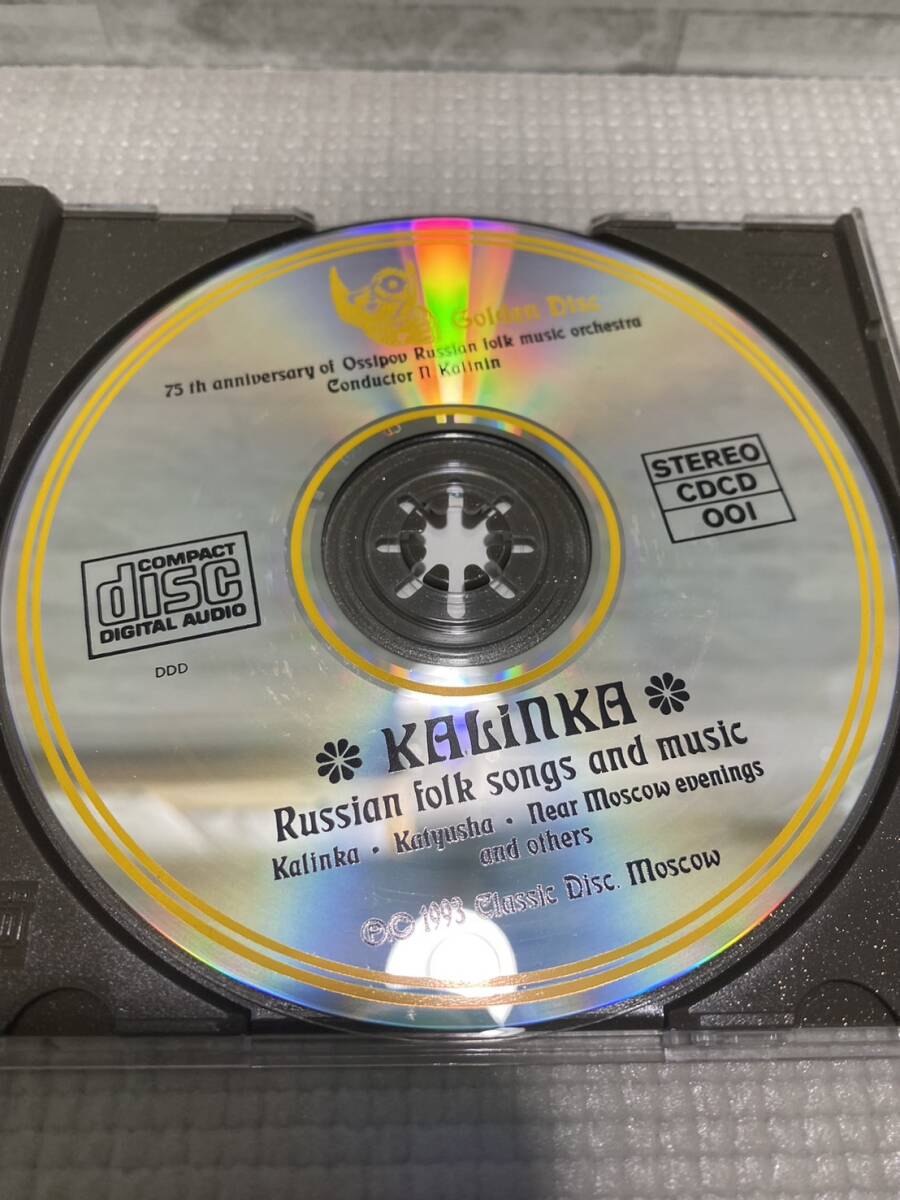 Golden Disc
75 th anniversary of Ossipov Russian folk music orchestra
Conductor N Kalinin
STEREO
CDCD
001
COMPACT
disc
DIGITAL AUDIO
DDD
KALiNKA
Russian folk songs and music
Kalinka • Katyusha • Near Moscow evenings
and others
℗.© 1993 Classic Disc. Moscow